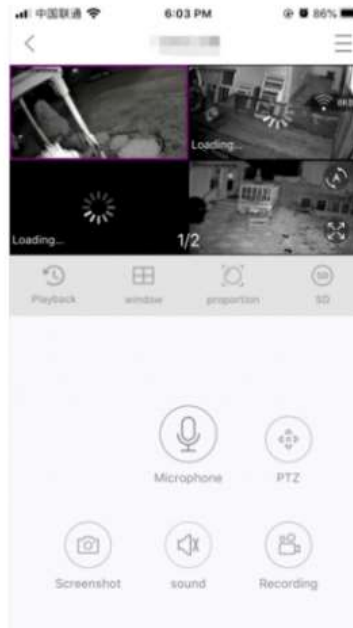 中国联通 6:03 PM 86%
Loading...
Loading...
1/2
Playback window proportion SD
Microphone PTZ
Screenshot sound Recording